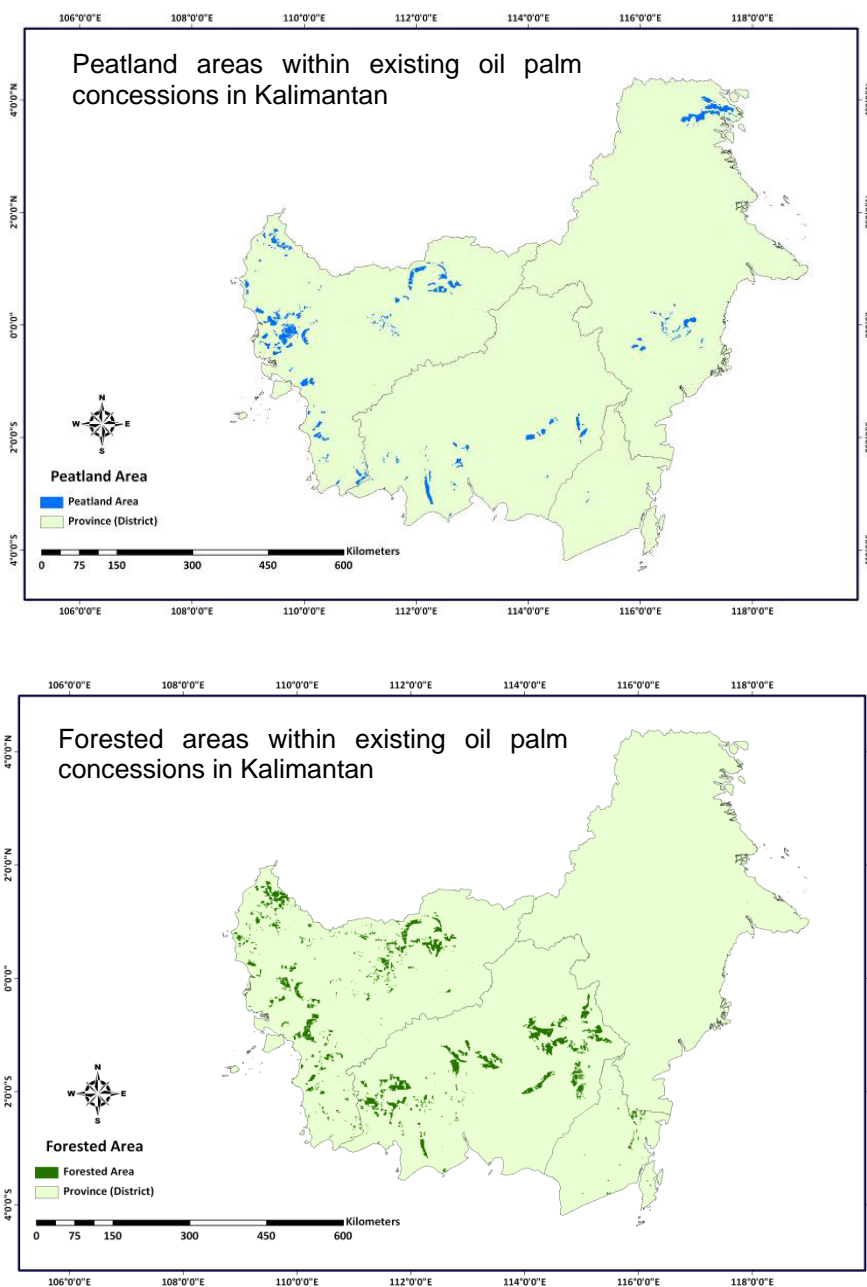 106°0'0"E 108°0'0"E 110°0'0"E 112°0'0"E 114°0'0"E 116°0'0"E 118°0'0"E
Peatland areas within existing oil palm
concessions in Kalimantan
4°0'0"N
2°0'0"N
0°0'0"
2°0'0"S
4°0'0"S
N
W E
S
Peatland Area
Peatland Area
Province (District)
Kilometers
0 75 150 300 450 600
106°0'0"E 108°0'0"E 110°0'0"E 112°0'0"E 114°0'0"E 116°0'0"E 118°0'0"E
106°0'0"E 108°0'0"E 110°0'0"E 112°0'0"E 114°0'0"E 116°0'0"E 118°0'0"E
Forested areas within existing oil palm
concessions in Kalimantan
4°0'0"N
2°0'0"N
0°0'0"
2°0'0"S
4°0'0"S
N
W E
S
Forested Area
Forested Area
Province (District)
Kilometers
0 75 150 300 450 600
106°0'0"E 108°0'0"E 110°0'0"E 112°0'0"E 114°0'0"E 116°0'0"E 118°0'0"E